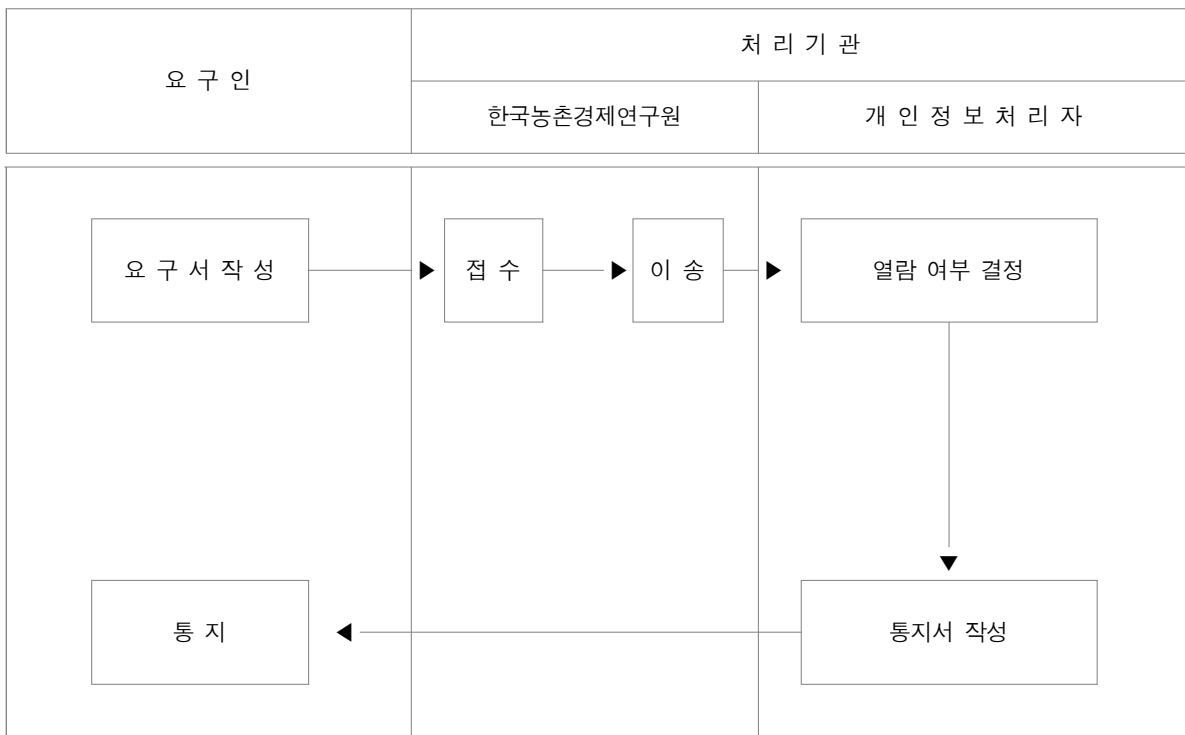 요 구 인
처 리 기 관
한국농촌경제연구원
개 인 정 보 처 리 자
요 구 서 작 성
접 수
이 송
열람 여부 결정
통 지
통지서 작성